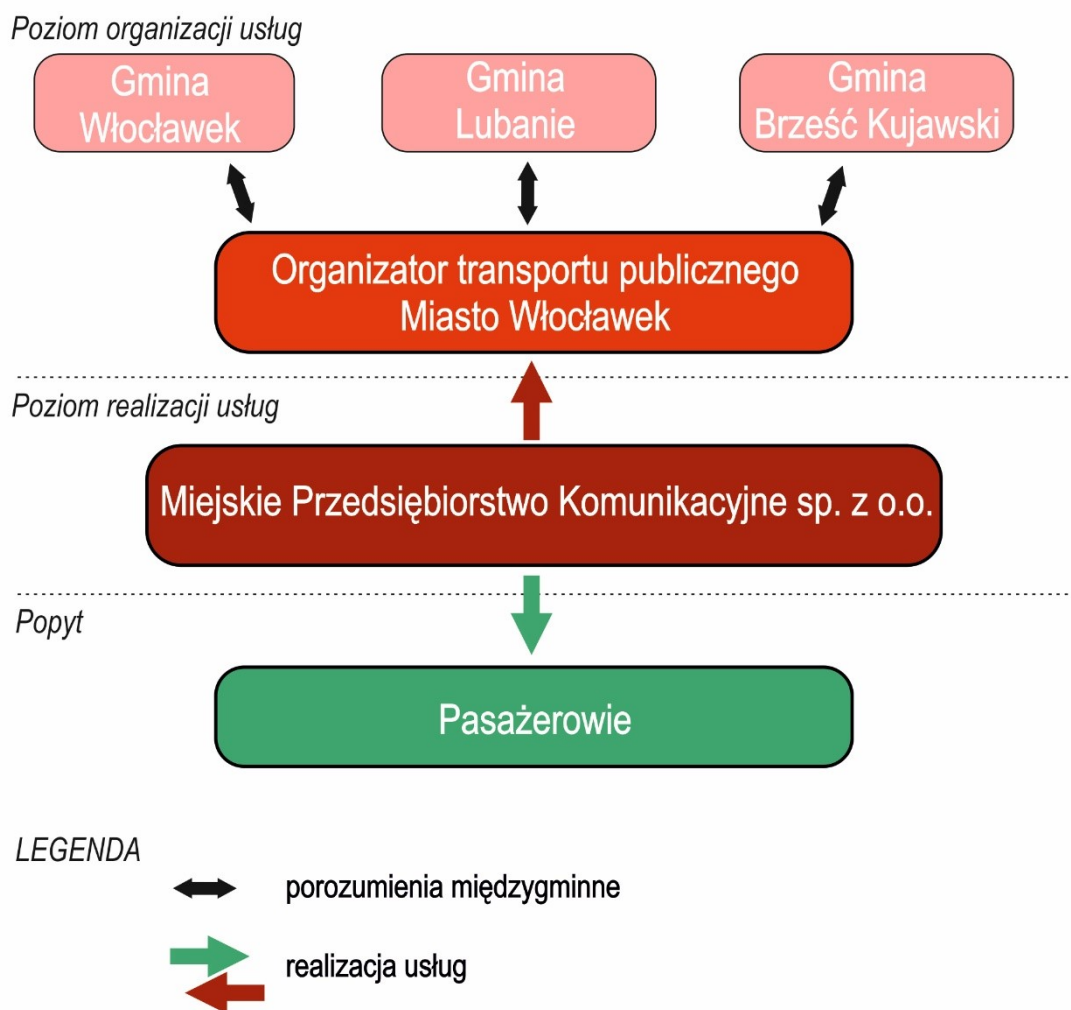 Poziom organizacji usług
Gmina
Włocławek
Gmina
Lubanie
Gmina
Brześć Kujawski
Organizator transportu publicznego
Miasto Włocławek
Poziom realizacji usług
Miejskie Przedsiębiorstwo Komunikacyjne sp. z o.o.
Popyt
Pasażerowie
LEGENDA
porozumienia międzygminne
realizacja usług